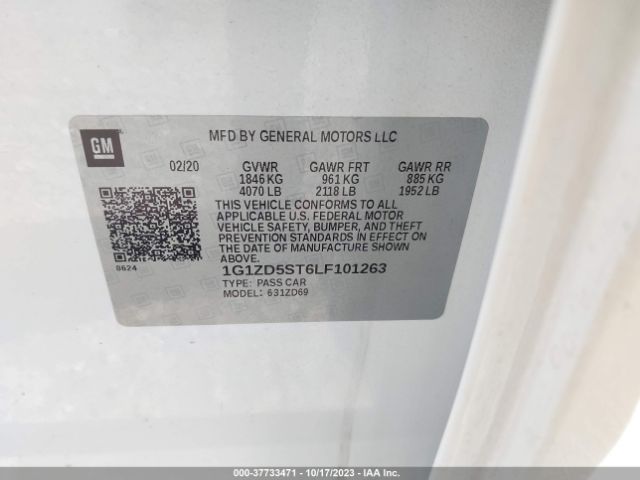 GM
MFD BY GENERAL MOTORS LLC
02/20 GVWR GAWR FRT GAWR RR
1846 KG 961 KG 885 KG
4070 LB 2118 LB 1952 LB
THIS VEHICLE CONFORMS TO ALL
APPLICABLE U.S. FEDERAL MOTOR
VEHICLE SAFETY, BUMPER, AND THEFT
PREVENTION STANDARDS IN EFFECT ON
THE DATE OF MANUFACTURE SHOWN
ABOVE.
8624
1G1ZD5ST6LF101263
TYPE: PASS CAR
MODEL: 631ZD69
000-37733471 - 10/17/2023 - IAA Inc.